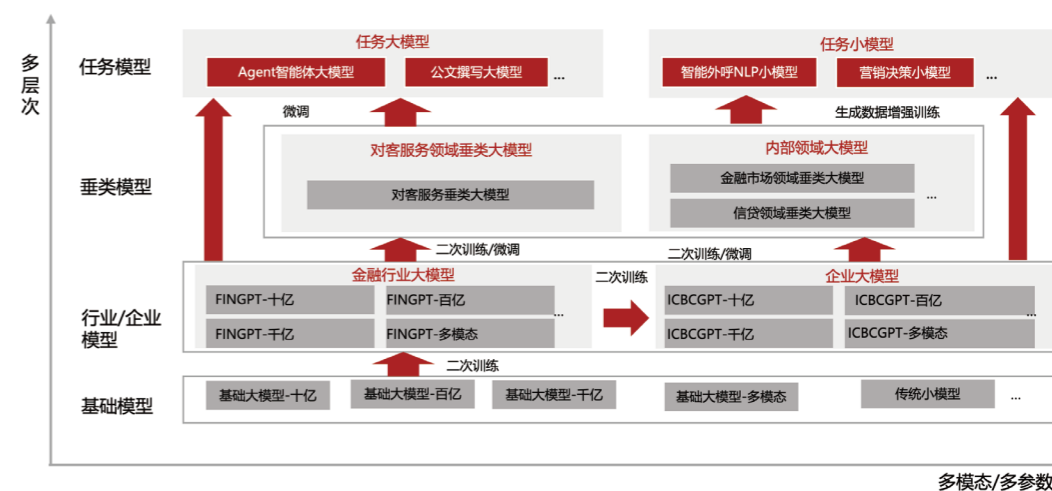 多层次
任务模型
任务大模型
Agent智能体大模型
公文撰写大模型
...
任务小模型
智能外呼NLP小模型
营销决策小模型
...
微调
生成数据增强训练
垂类模型
对客服务领域垂类大模型
对客服务垂类大模型
内部领域大模型
金融市场领域垂类大模型
信贷领域垂类大模型
...
二次训练/微调
二次训练/微调
行业/企业
模型
金融行业大模型
FINGPT-十亿
FINGPT-百亿
FINGPT-千亿
FINGPT-多模态
...
二次训练
企业大模型
ICBCGPT-十亿
ICBCGPT-百亿
ICBCGPT-千亿
ICBCGPT-多模态
...
二次训练
基础模型
基础大模型-十亿
基础大模型-百亿
基础大模型-千亿
基础大模型-多模态
传统小模型
...
多模态/多参数